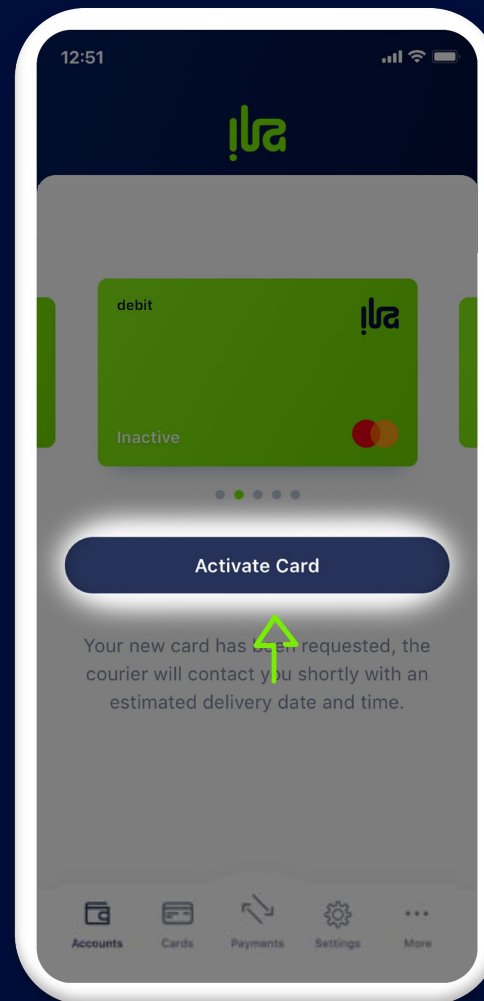 12:51
ila
debit
ila
Inactive
Activate Card
Your new card has been requested, the
courier will contact you shortly with an
estimated delivery date and time.
Accounts
Cards
Payments
Settings
More